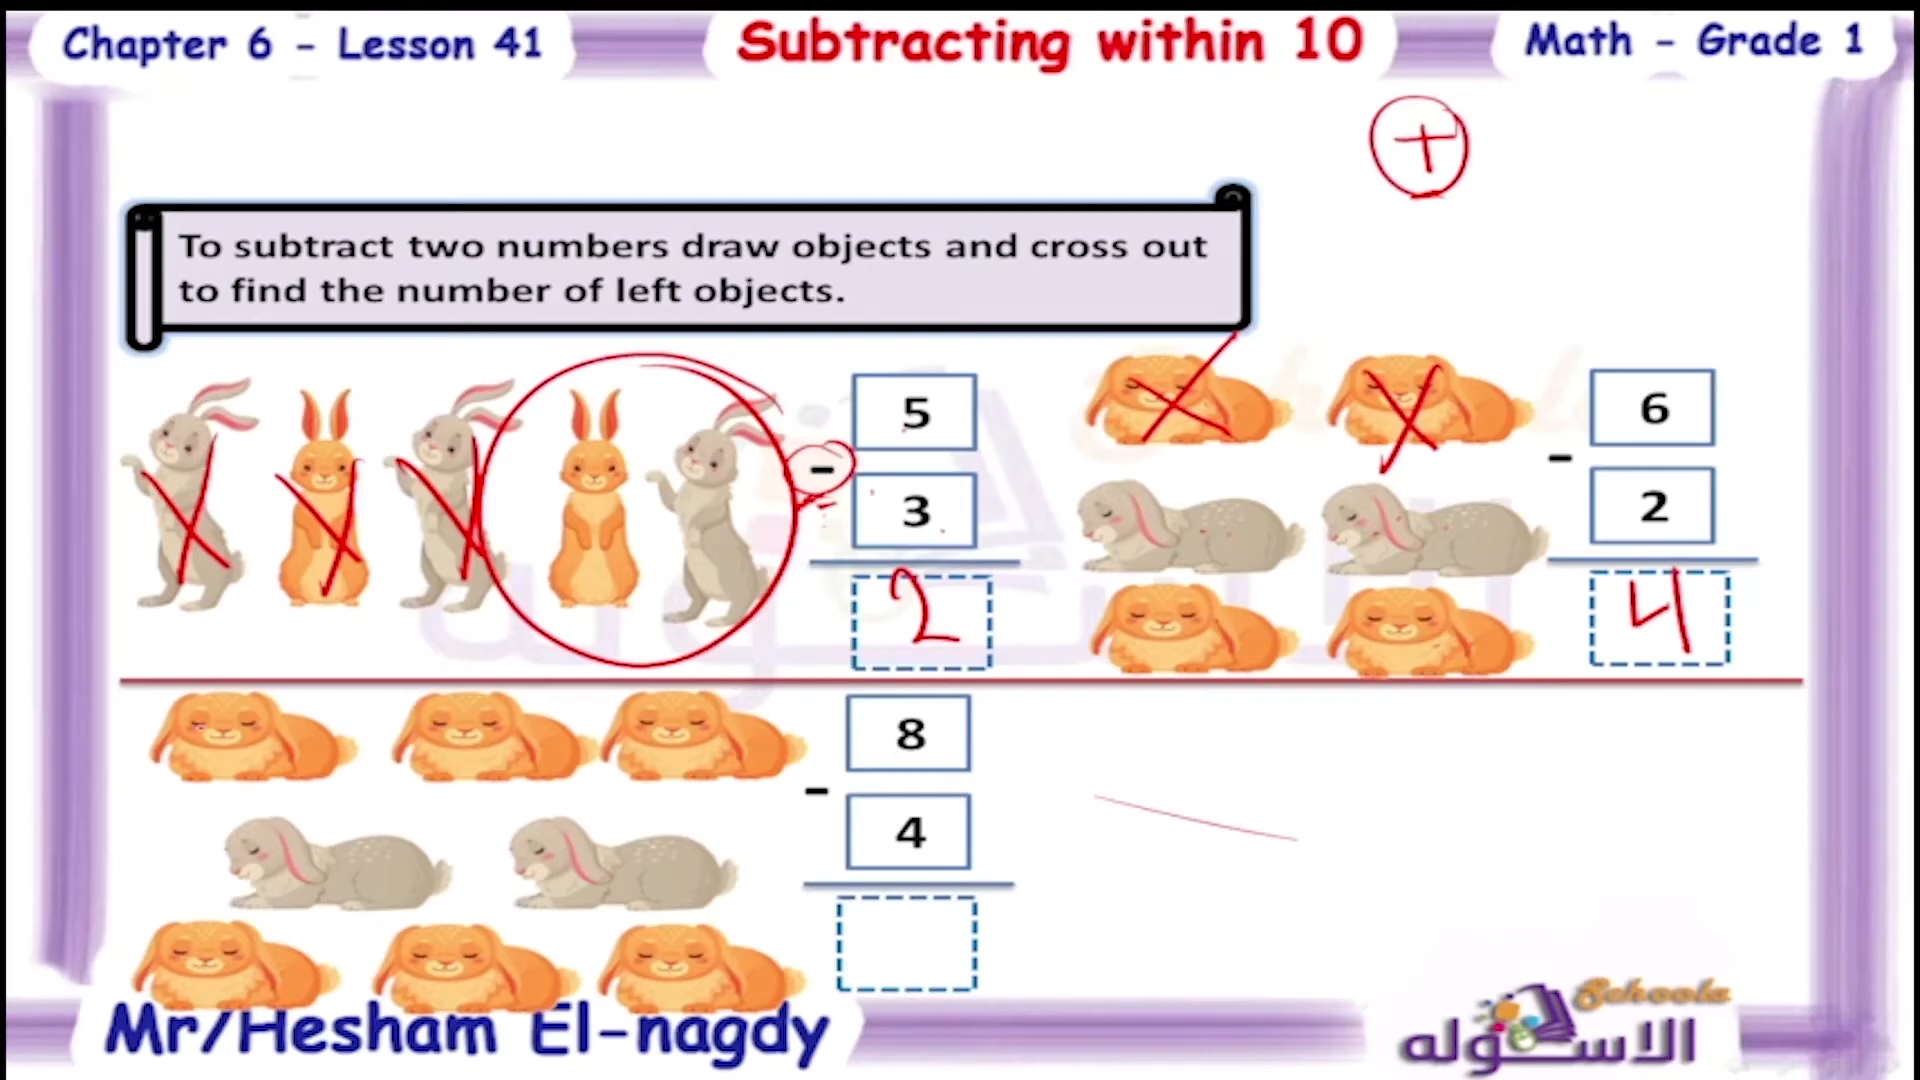 Chapter 6 - Lesson 41
Subtracting within 10
Math - Grade 1
+
To subtract two numbers draw objects and cross out
to find the number of left objects.
5
-
3
2
6
-
2
4
8
-
4
Mr/Hesham El-nagdy
Schoola
الاسكوله